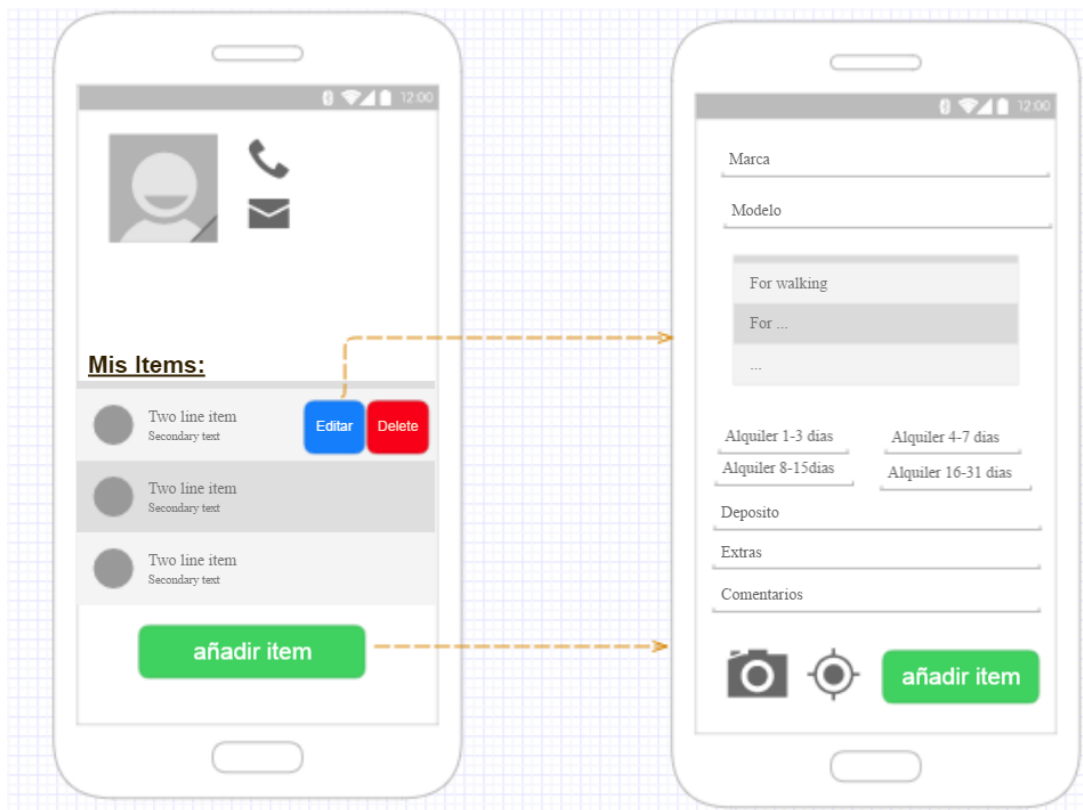 12:00
Mis Items:
Two line item
Secondary text
Editar
Delete
Two line item
Secondary text
Two line item
Secondary text
añadir item
12:00
Marca
Modelo
For walking
For ...
...
Alquiler 1-3 dias
Alquiler 4-7 dias
Alquiler 8-15dias
Alquiler 16-31 dias
Deposito
Extras
Comentarios
añadir item